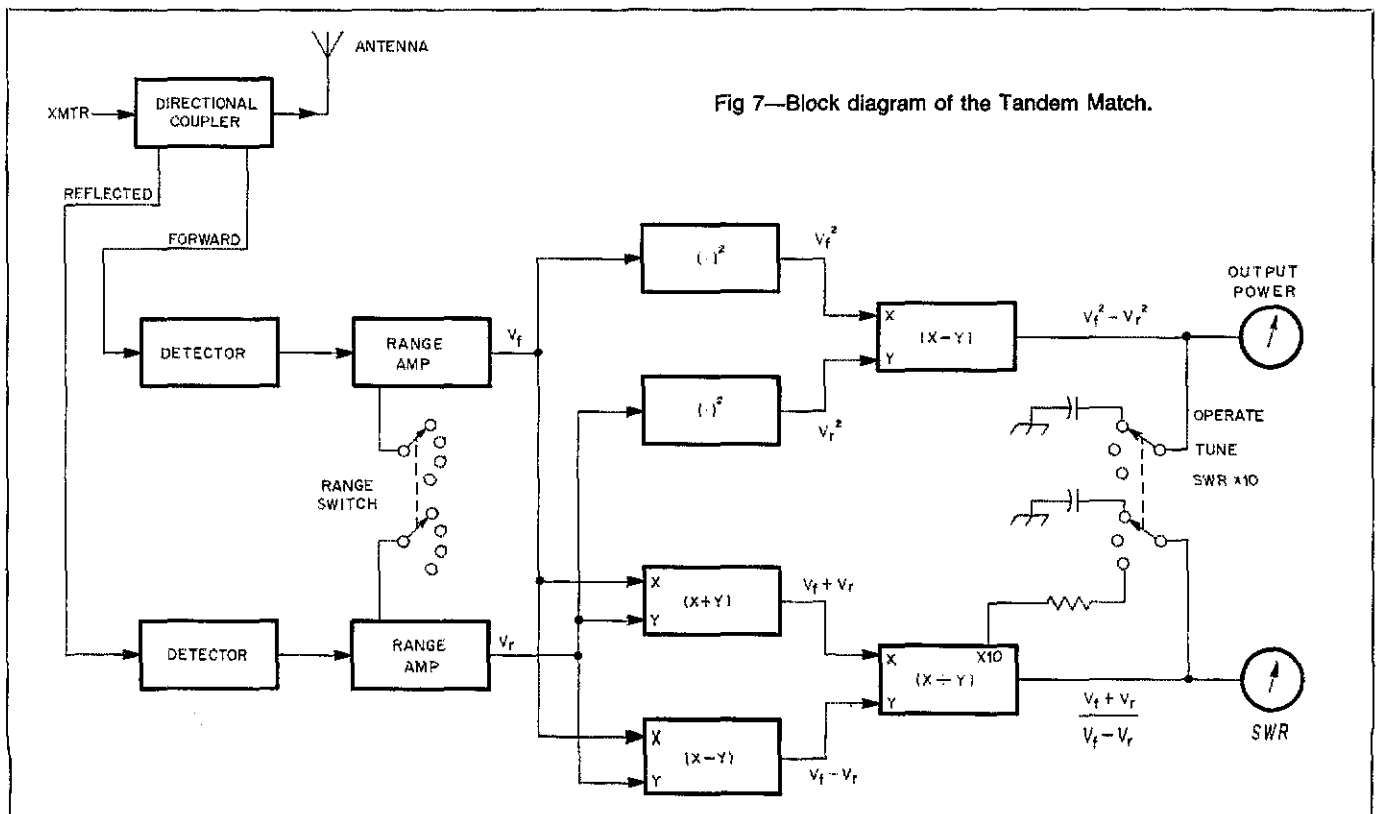 ANTENNA
XMTR
DIRECTIONAL
COUPLER
Fig 7—Block diagram of the Tandem Match.
REFLECTED
FORWARD
DETECTOR
RANGE
AMP
Vf
(·)²
Vf²
(·)²
Vr²
X
Y
(X−Y)
Vf² − Vr²
OUTPUT
POWER
OPERATE
TUNE
SWR x10
RANGE
SWITCH
DETECTOR
RANGE
AMP
Vr
X
Y
(X+Y)
Vf + Vr
X
Y
(X−Y)
Vf − Vr
X
X10
Y
(X÷Y)
Vf + Vr
Vf − Vr
SWR